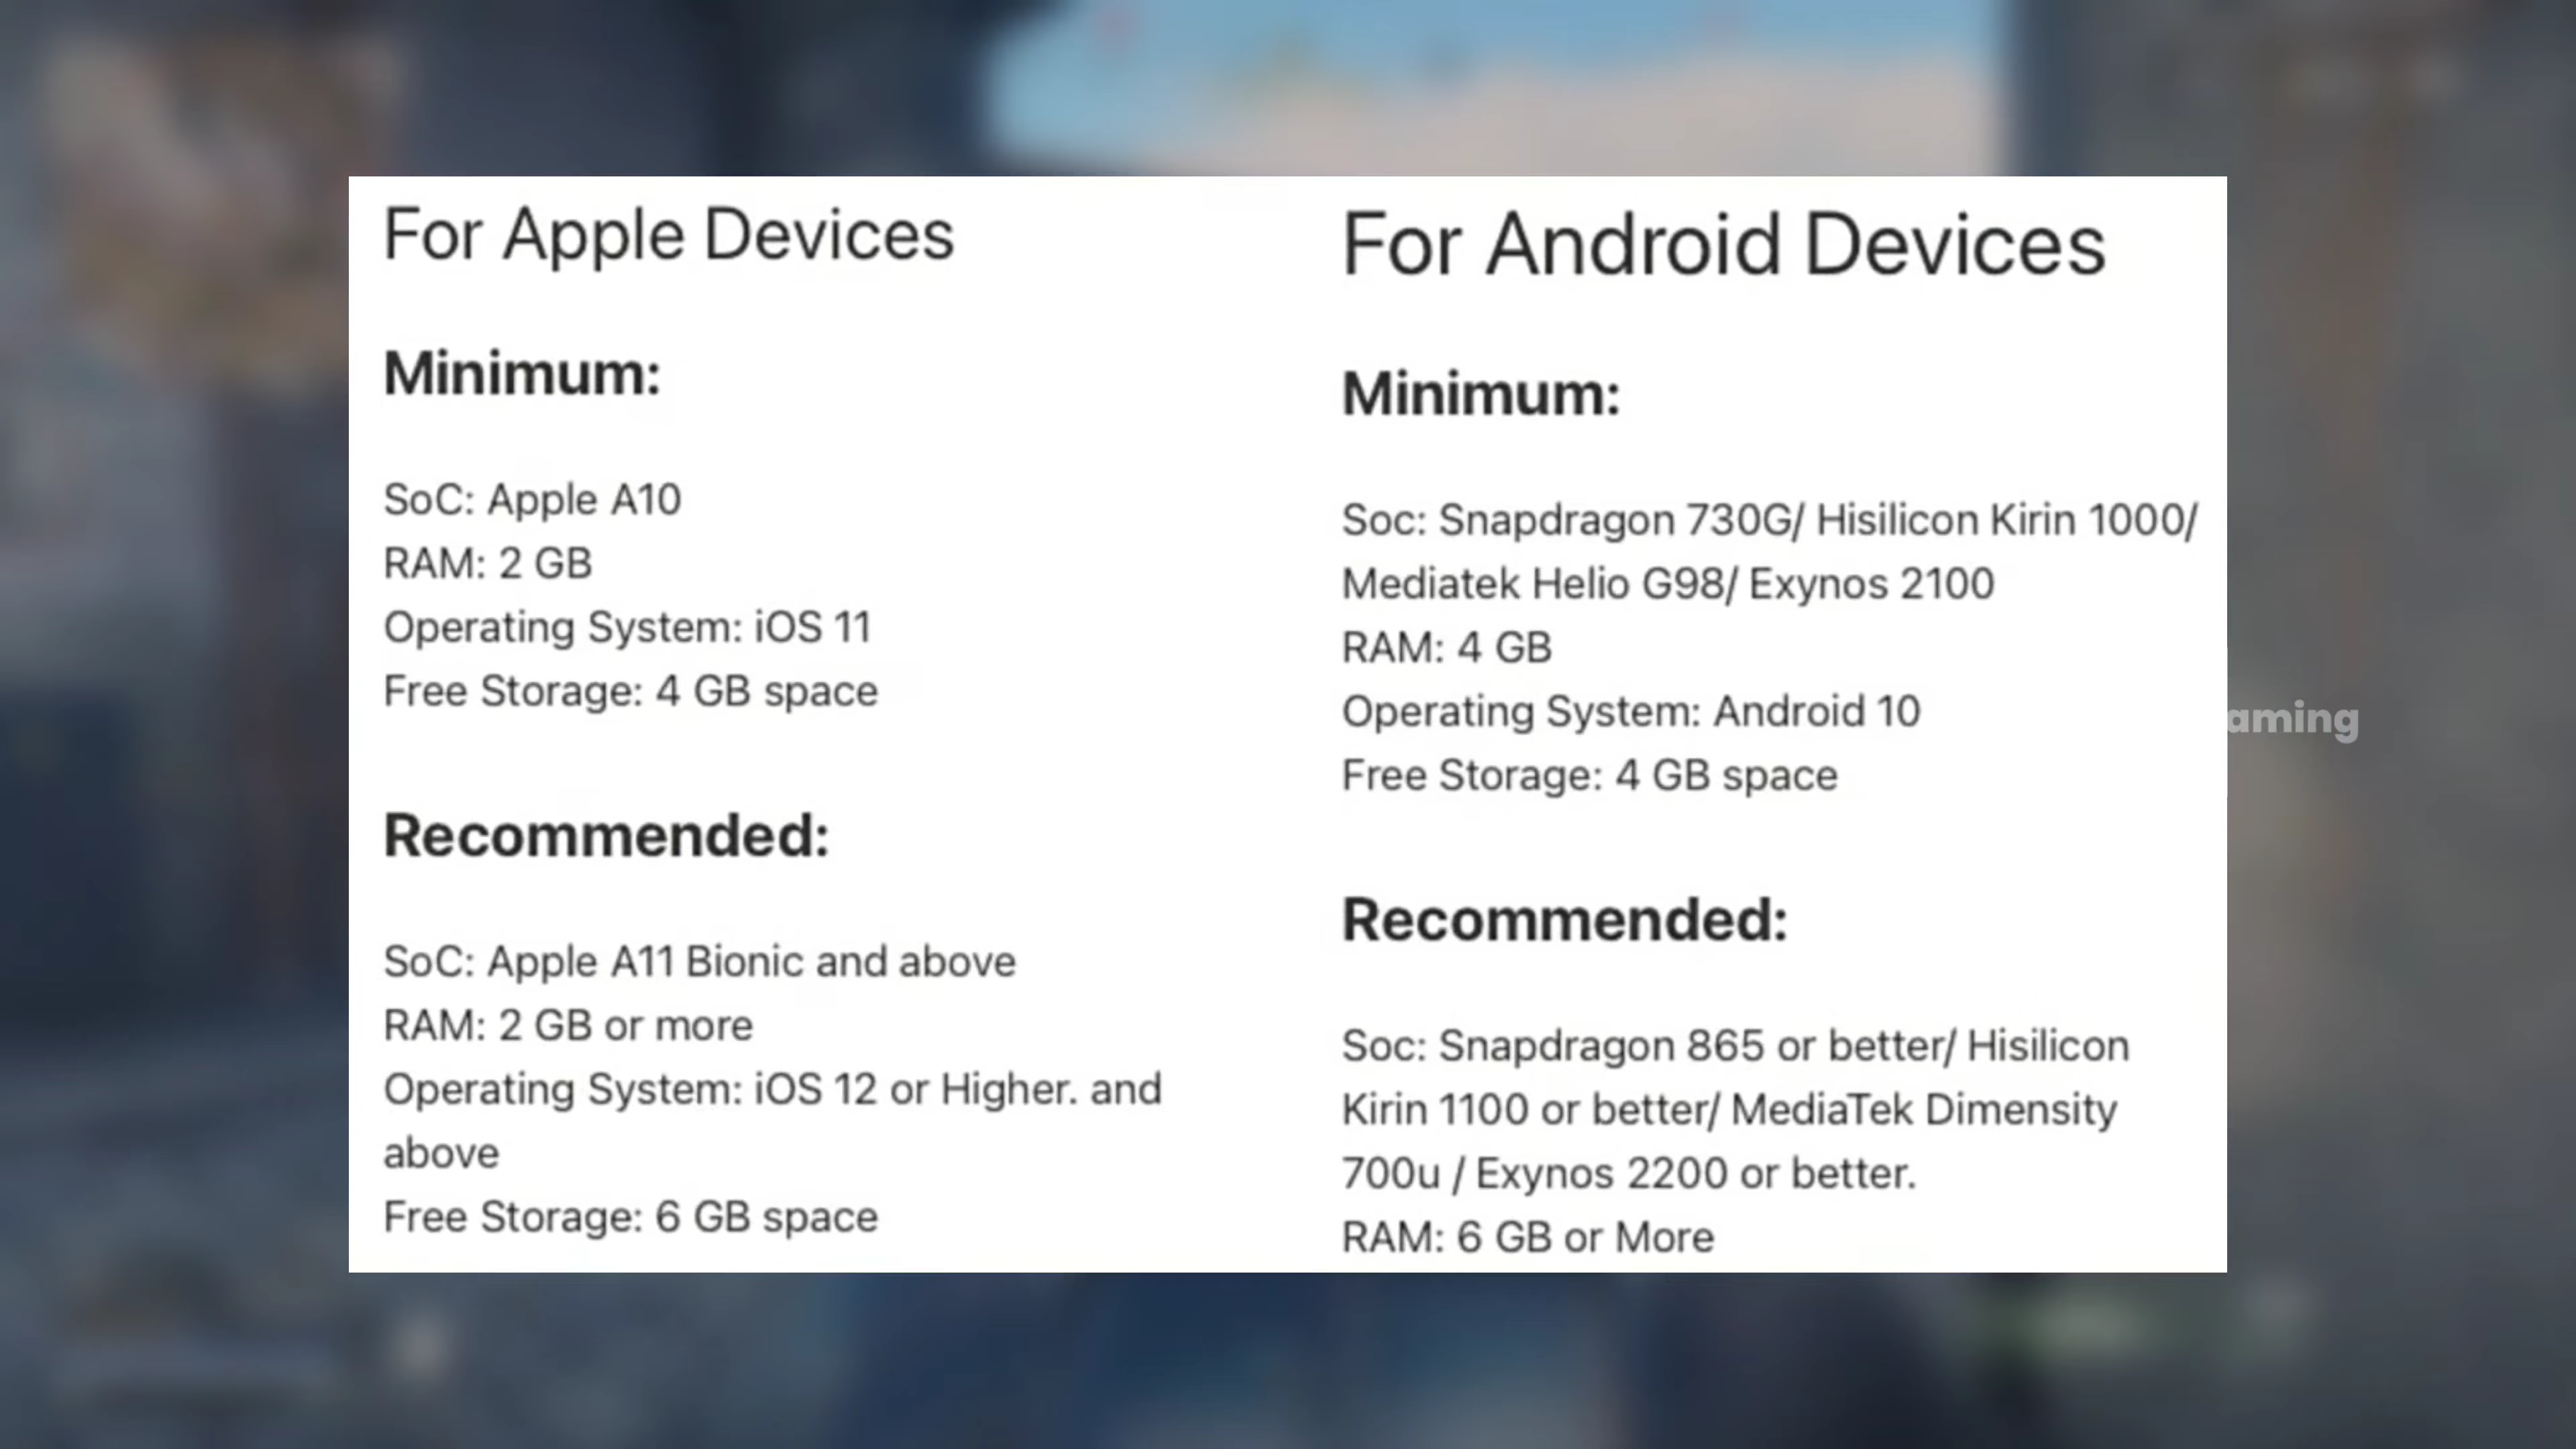 For Apple Devices
Minimum:
SoC: Apple A10
RAM: 2 GB
Operating System: iOS 11
Free Storage: 4 GB space
Recommended:
SoC: Apple A11 Bionic and above
RAM: 2 GB or more
Operating System: iOS 12 or Higher. and
above
Free Storage: 6 GB space
For Android Devices
Minimum:
Soc: Snapdragon 730G/ Hisilicon Kirin 1000/
Mediatek Helio G98/ Exynos 2100
RAM: 4 GB
Operating System: Android 10
Free Storage: 4 GB space
Recommended:
Soc: Snapdragon 865 or better/ Hisilicon
Kirin 1100 or better/ MediaTek Dimensity
700u / Exynos 2200 or better.
RAM: 6 GB or More
aming